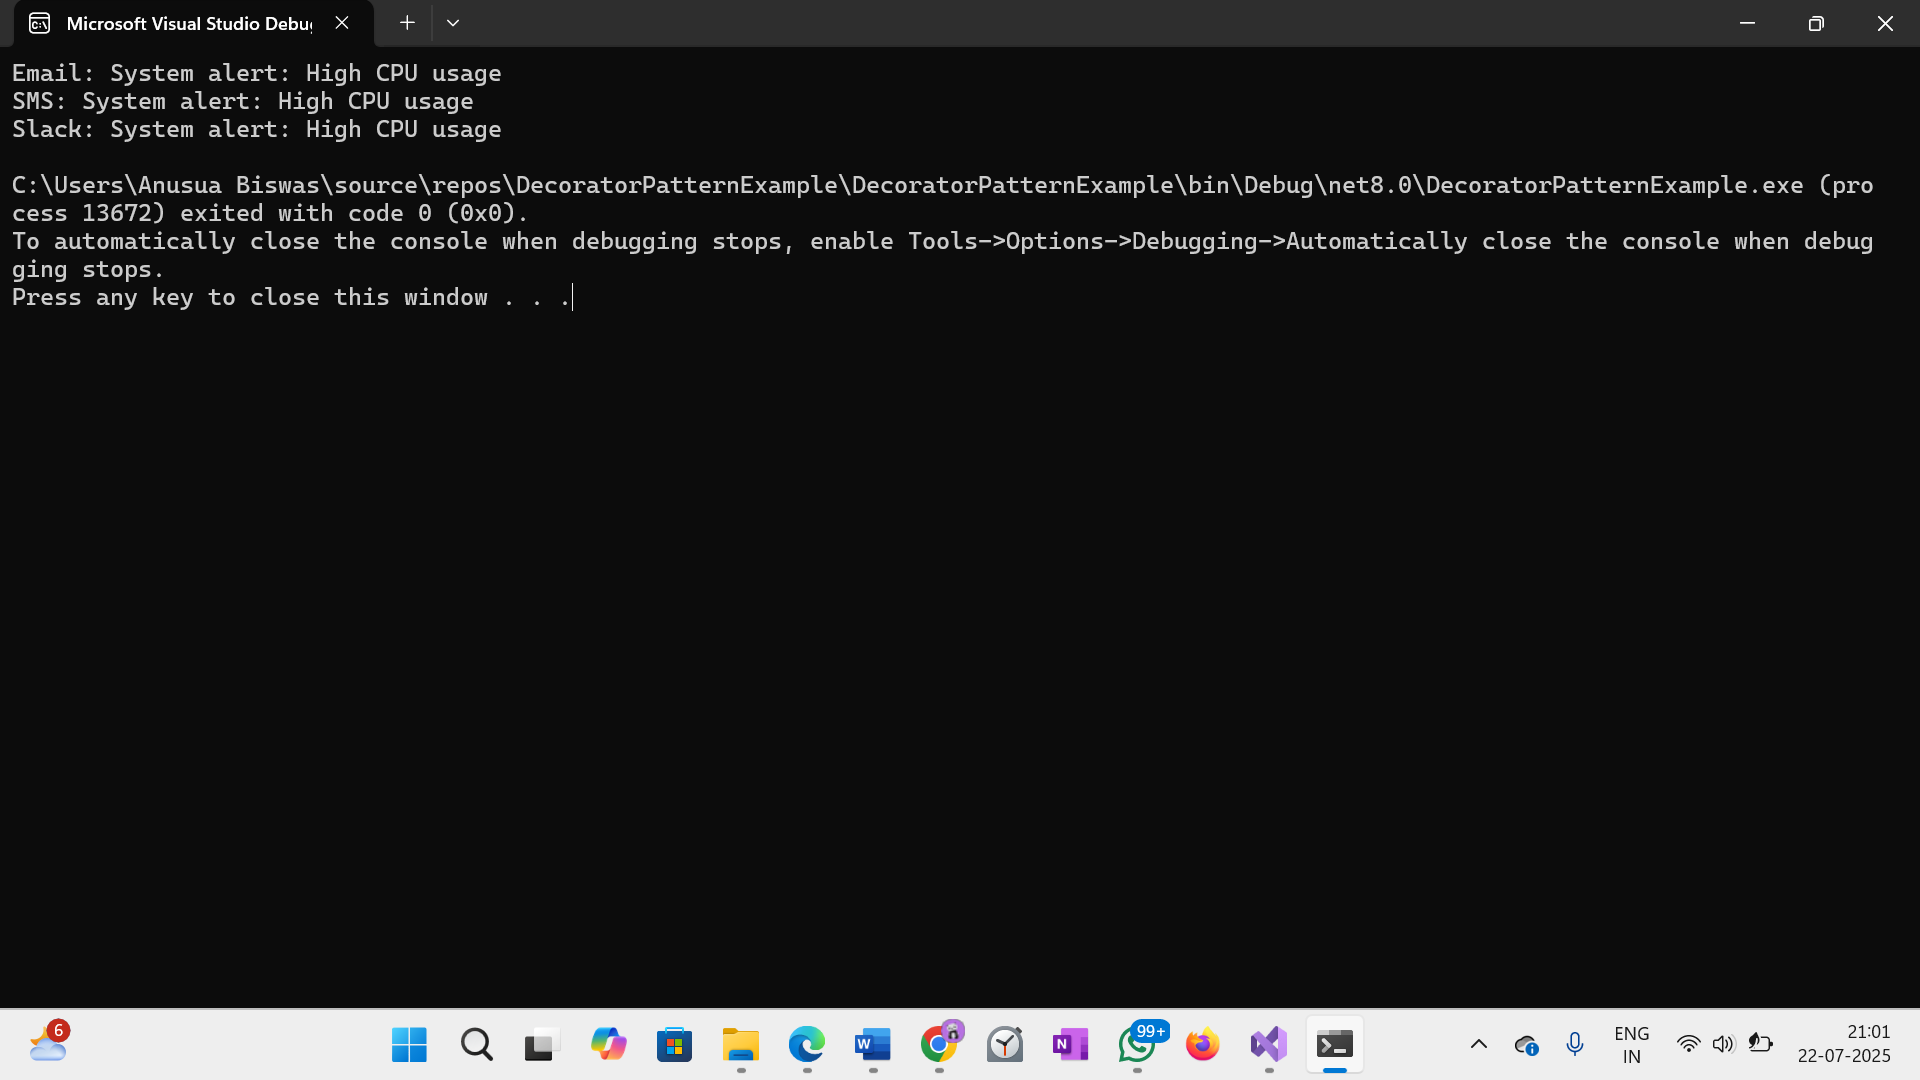 Microsoft Visual Studio Debu
Email: System alert: High CPU usage
SMS: System alert: High CPU usage
Slack: System alert: High CPU usage
C:\Users\Anusua Biswas\source\repos\DecoratorPatternExample\DecoratorPatternExample\bin\Debug\net8.0\DecoratorPatternExample.exe (pro
cess 13672) exited with code 0 (0x0).
To automatically close the console when debugging stops, enable Tools->Options->Debugging->Automatically close the console when debug
ging stops.
Press any key to close this window . . .
6
99+
ENG
IN
21:01
22-07-2025